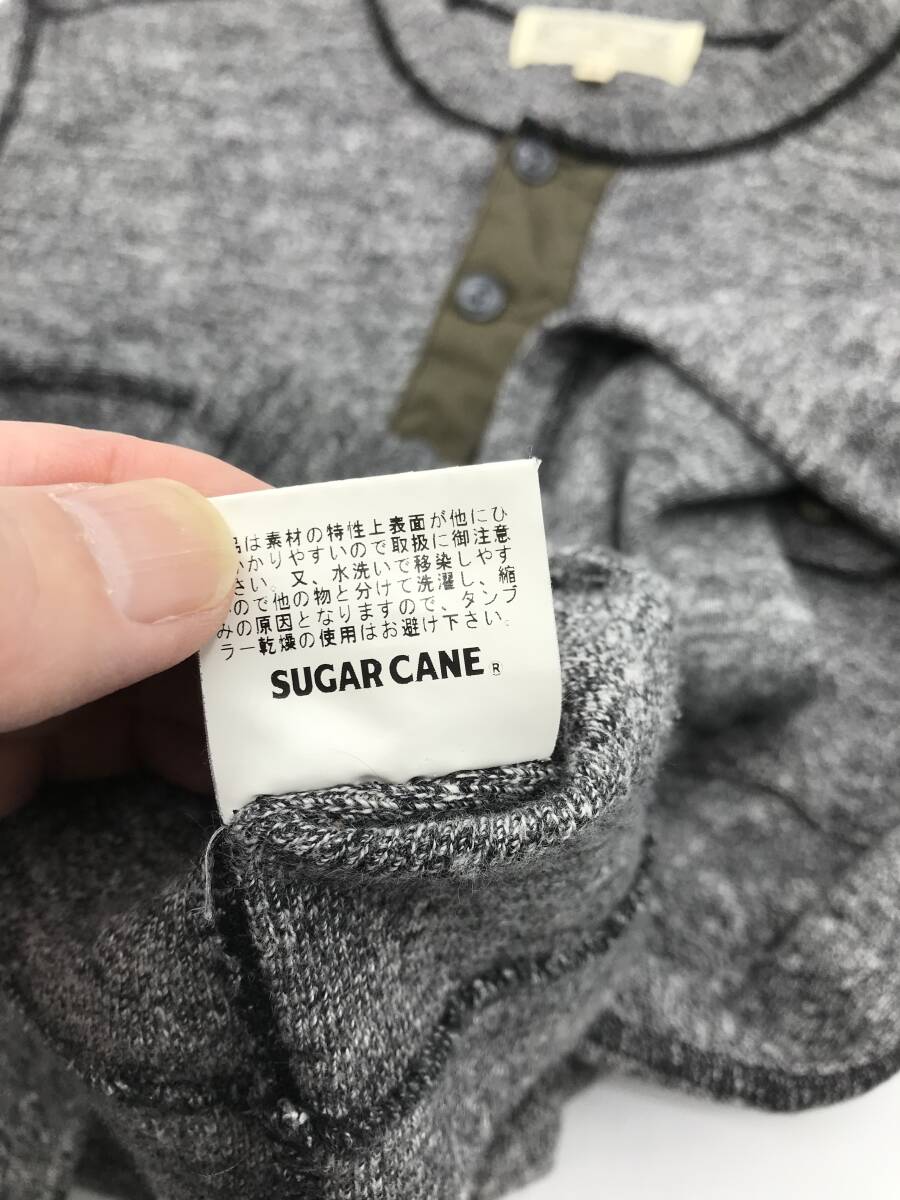 は素材の特性上表面が他にひ
かりやすいので取扱に御注意
さい。又、水洗いで移染しやす
ので他の物と分けて洗濯し、縮
みの原因となりますので、タンブ
ラー乾燥の使用はお避け下さい。
SUGAR CANE ®